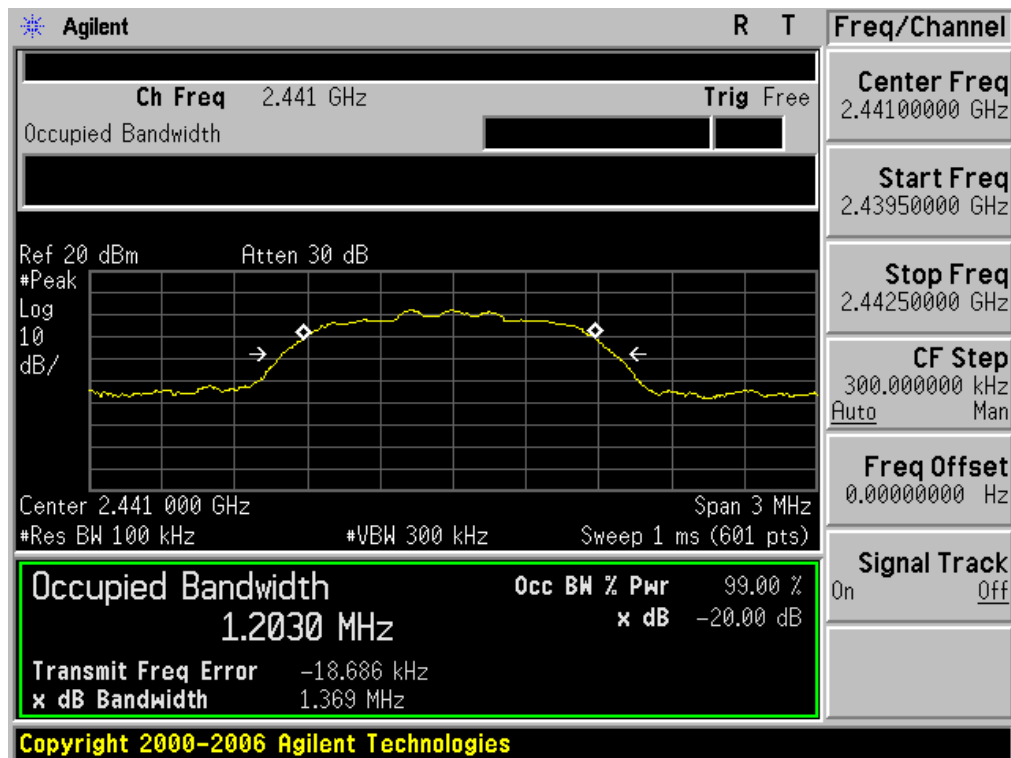 Agilent R T
Freq/Channel
Ch Freq 2.441 GHz Trig Free
Occupied Bandwidth
Center Freq
2.44100000 GHz
Start Freq
2.43950000 GHz
Stop Freq
2.44250000 GHz
CF Step
300.000000 kHz
Auto Man
Freq Offset
0.00000000 Hz
Signal Track
On Off
Ref 20 dBm Atten 30 dB
#Peak
Log
10
dB/
Center 2.441 000 GHz Span 3 MHz
#Res BW 100 kHz #VBW 300 kHz Sweep 1 ms (601 pts)
Occupied Bandwidth Occ BW % Pwr 99.00 %
1.2030 MHz x dB -20.00 dB
Transmit Freq Error -18.686 kHz
x dB Bandwidth 1.369 MHz
Copyright 2000-2006 Agilent Technologies